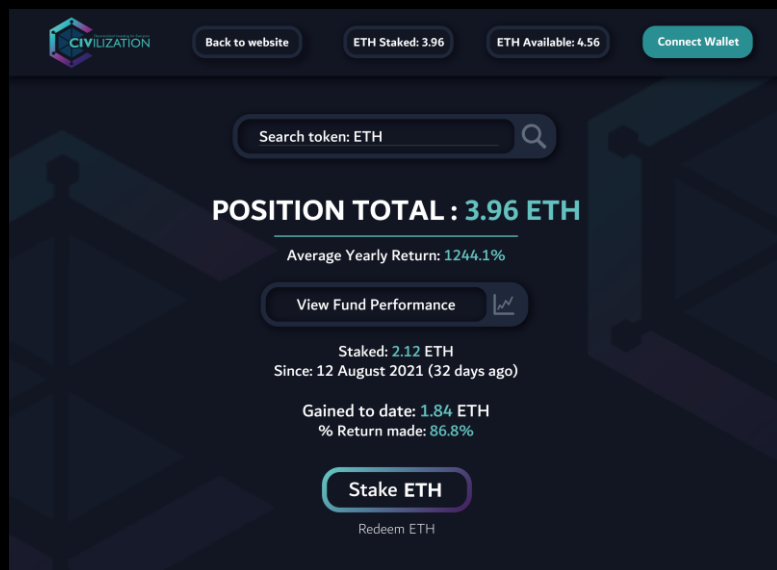 CIVILIZATION
Back to website
ETH Staked: 3.96
ETH Available: 4.56
Connect Wallet
Search token: ETH
POSITION TOTAL : 3.96 ETH
Average Yearly Return: 1244.1%
View Fund Performance
Staked: 2.12 ETH
Since: 12 August 2021 (32 days ago)
Gained to date: 1.84 ETH
% Return made: 86.8%
Stake ETH
Redeem ETH